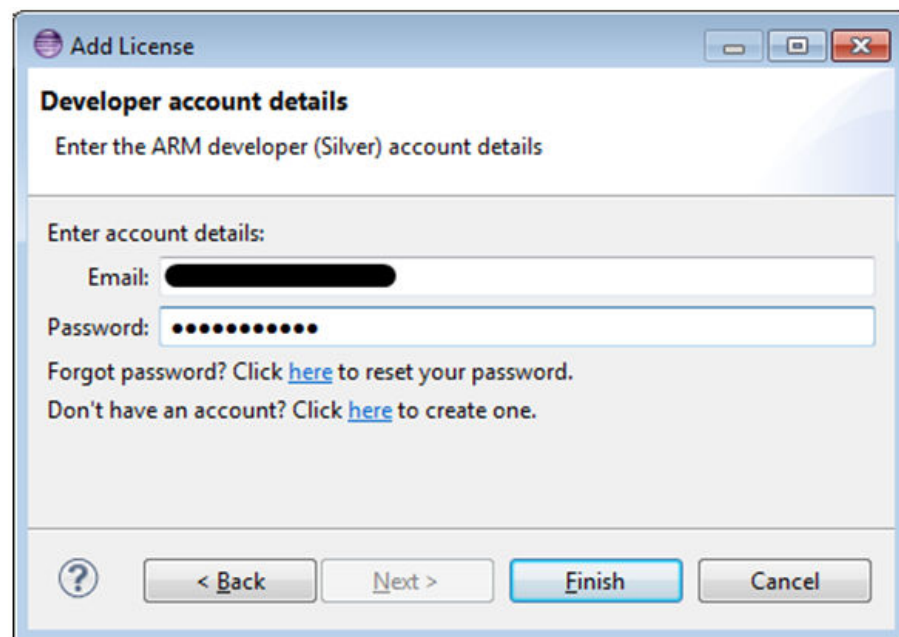 Add License
Developer account details
Enter the ARM developer (Silver) account details
Enter account details:
Email:
Password: ●●●●●●●●●●●
Forgot password? Click here to reset your password.
Don't have an account? Click here to create one.
? < Back Next > Finish Cancel